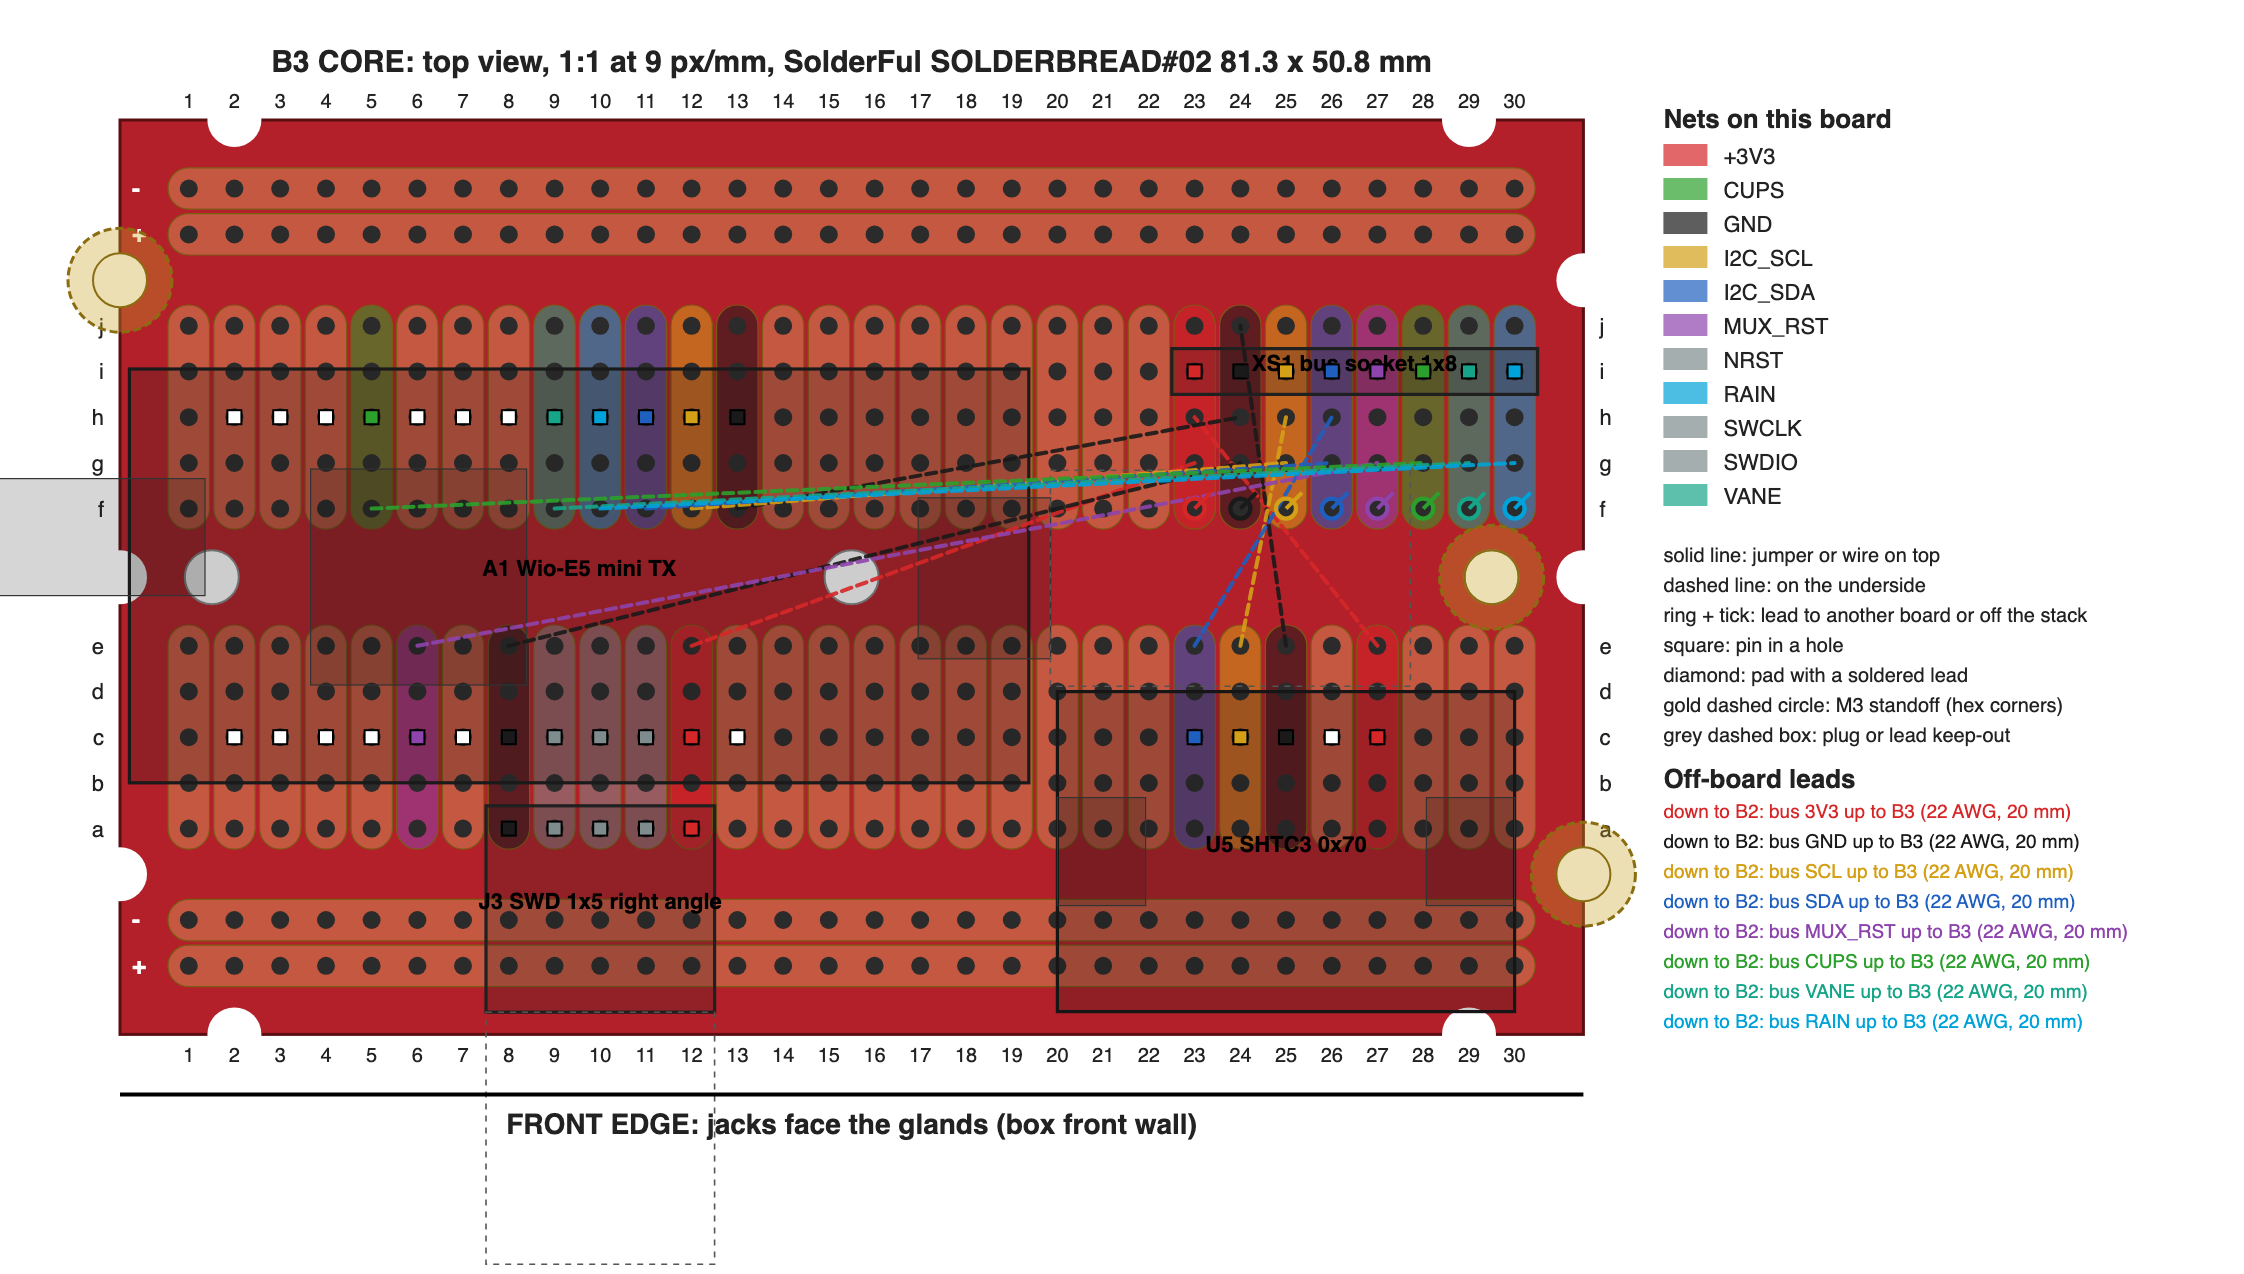 B3 CORE: top view, 1:1 at 9 px/mm, SolderFul SOLDERBREAD#02 81.3 x 50.8 mm
1 2 3 4 5 6 7 8 9 10 11 12 13 14 15 16 17 18 19 20 21 22 23 24 25 26 27 28 29 30
-
+
j j
i XS1 bus socket 1x8 i
h h
g g
f f
A1 Wio-E5 mini TX
e e
d d
c c
b b
a a
U5 SHTC3 0x70
J3 SWD 1x5 right angle
-
+
1 2 3 4 5 6 7 8 9 10 11 12 13 14 15 16 17 18 19 20 21 22 23 24 25 26 27 28 29 30
FRONT EDGE: jacks face the glands (box front wall)
Nets on this board
+3V3
CUPS
GND
I2C_SCL
I2C_SDA
MUX_RST
NRST
RAIN
SWCLK
SWDIO
VANE
solid line: jumper or wire on top
dashed line: on the underside
ring + tick: lead to another board or off the stack
square: pin in a hole
diamond: pad with a soldered lead
gold dashed circle: M3 standoff (hex corners)
grey dashed box: plug or lead keep-out
Off-board leads
down to B2: bus 3V3 up to B3 (22 AWG, 20 mm)
down to B2: bus GND up to B3 (22 AWG, 20 mm)
down to B2: bus SCL up to B3 (22 AWG, 20 mm)
down to B2: bus SDA up to B3 (22 AWG, 20 mm)
down to B2: bus MUX_RST up to B3 (22 AWG, 20 mm)
down to B2: bus CUPS up to B3 (22 AWG, 20 mm)
down to B2: bus VANE up to B3 (22 AWG, 20 mm)
down to B2: bus RAIN up to B3 (22 AWG, 20 mm)